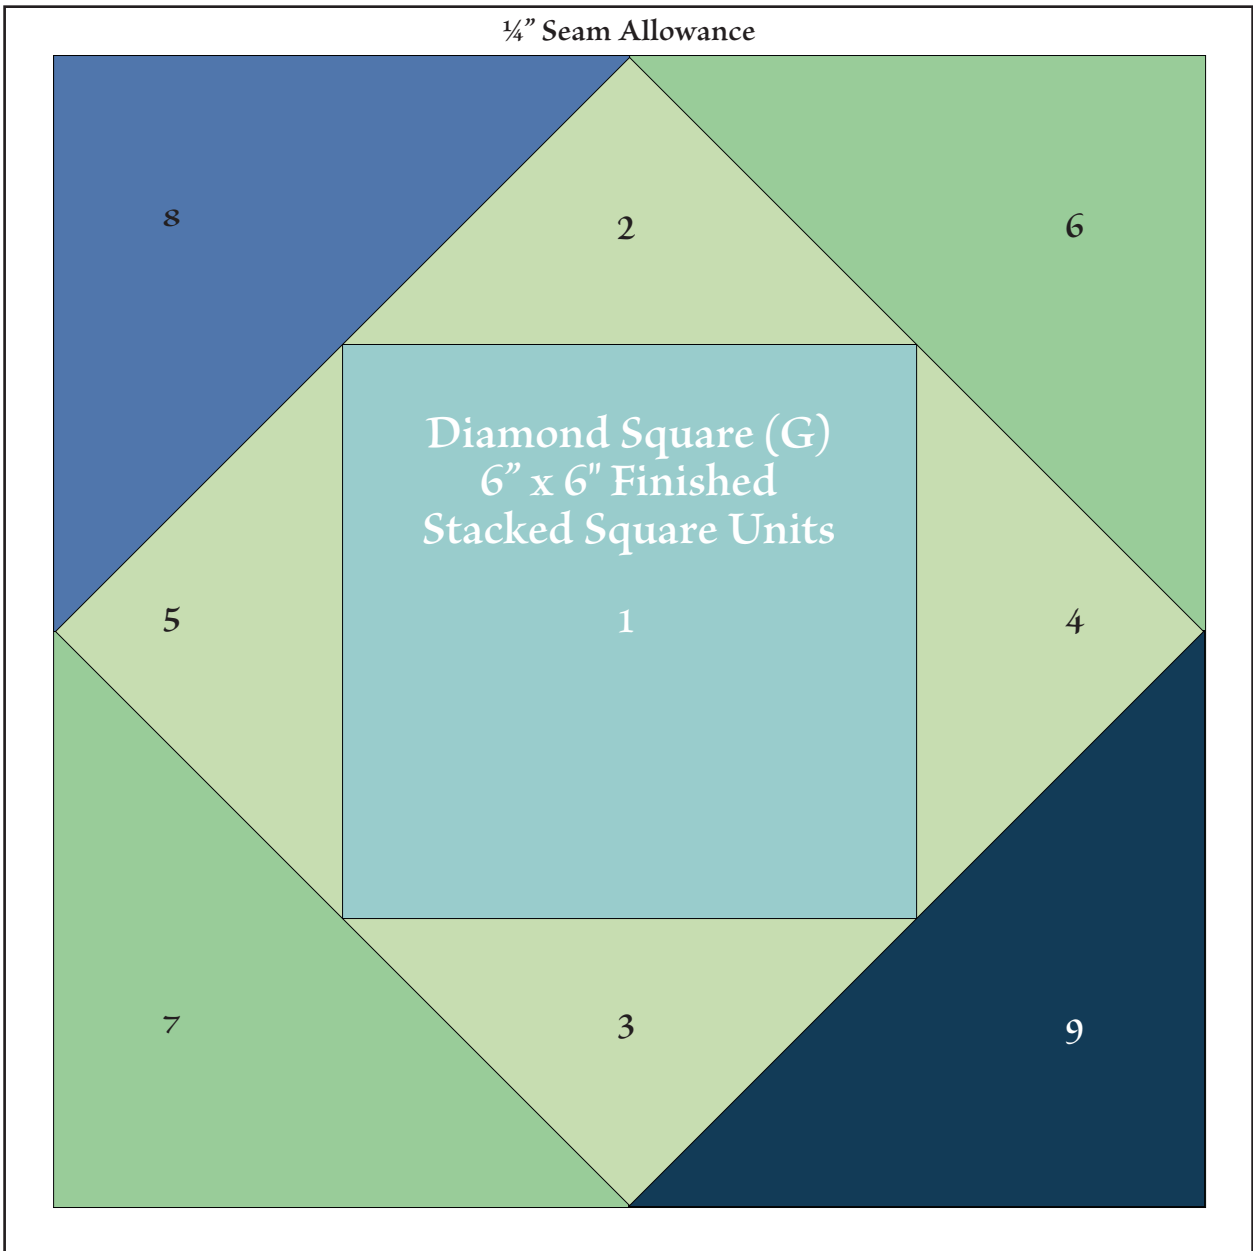 ¼” Seam Allowance
8
2
6
Diamond Square (G)
6” x 6" Finished
Stacked Square Units
5
1
4
7
3
9